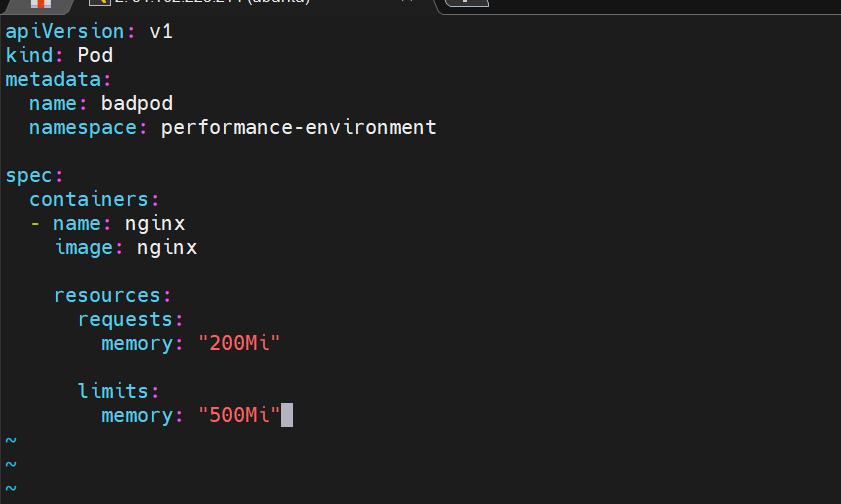 apiVersion: v1
kind: Pod
metadata:
  name: badpod
  namespace: performance-environment

spec:
  containers:
  - name: nginx
    image: nginx

    resources:
      requests:
        memory: "200Mi"

      limits:
        memory: "500Mi"
~
~
~